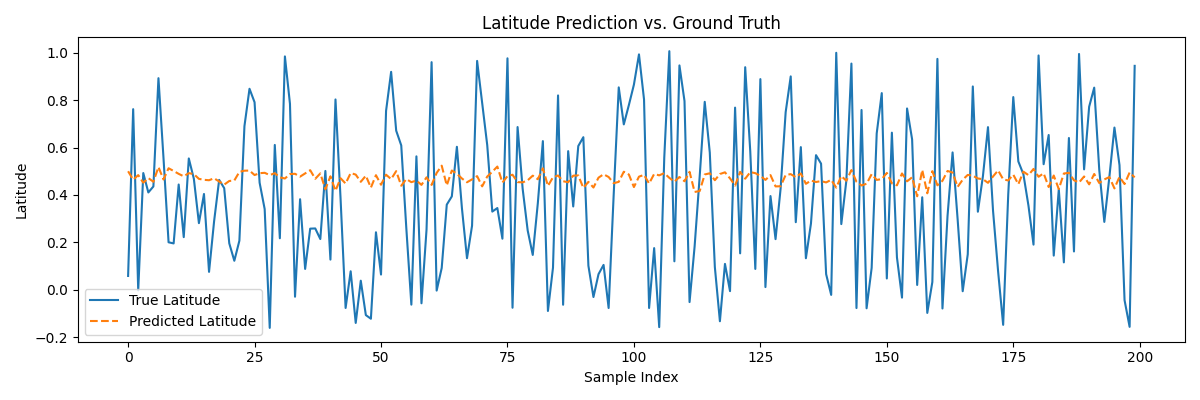 Latitude Prediction vs. Ground Truth
1.0
0.8
0.6
0.4
0.2
0.0
−0.2
Latitude
True Latitude
Predicted Latitude
0 25 50 75 100 125 150 175 200
Sample Index